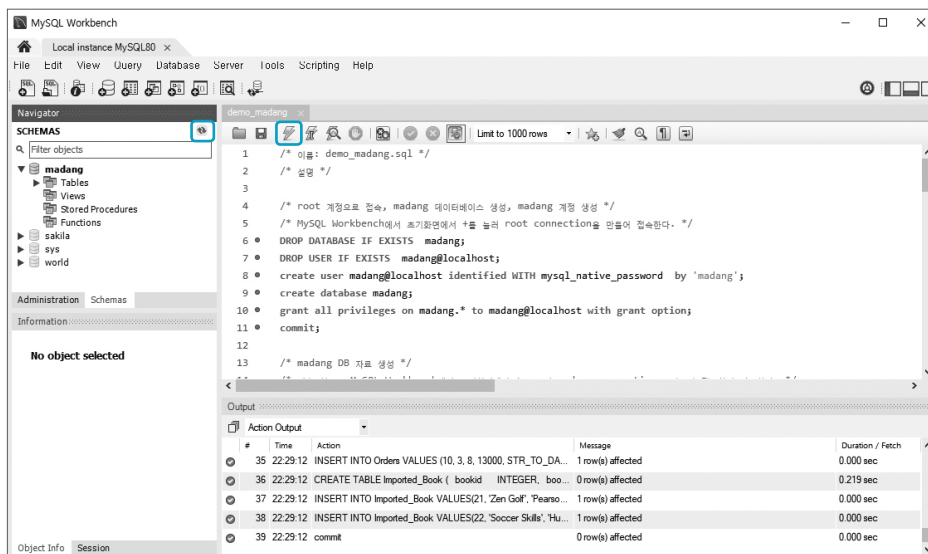 MySQL Workbench
Local instance MySQL80 ×
File Edit View Query Database Server Tools Scripting Help
Navigator
SCHEMAS
Filter objects
madang
Tables
Views
Stored Procedures
Functions
sakila
sys
world
Administration Schemas
Information
No object selected
Object Info Session
demo_madang ×
Limit to 1000 rows
1 /* 이름: demo_madang.sql */
2 /* 설명 */
3
4 /* root 계정으로 접속, madang 데이터베이스 생성, madang 계정 생성 */
5 /* MySQL Workbench에서 초기화면에서 +를 눌러 root connection을 만들어 접속한다. */
6 DROP DATABASE IF EXISTS madang;
7 DROP USER IF EXISTS madang@localhost;
8 create user madang@localhost identified WITH mysql_native_password by 'madang';
9 create database madang;
10 grant all privileges on madang.* to madang@localhost with grant option;
11 commit;
12
13 /* madang DB 자료 생성 */
Output
Action Output
# Time Action Message Duration / Fetch
35 22:29:12 INSERT INTO Orders VALUES (10, 3, 8, 13000, STR_TO_DA... 1 row(s) affected 0.000 sec
36 22:29:12 CREATE TABLE Imported_Book ( bookid INTEGER, boo... 0 row(s) affected 0.219 sec
37 22:29:12 INSERT INTO Imported_Book VALUES(21, 'Zen Golf', 'Pearso... 1 row(s) affected 0.000 sec
38 22:29:12 INSERT INTO Imported_Book VALUES(22, 'Soccer Skills', 'Hu... 1 row(s) affected 0.000 sec
39 22:29:12 commit 0 row(s) affected 0.000 sec